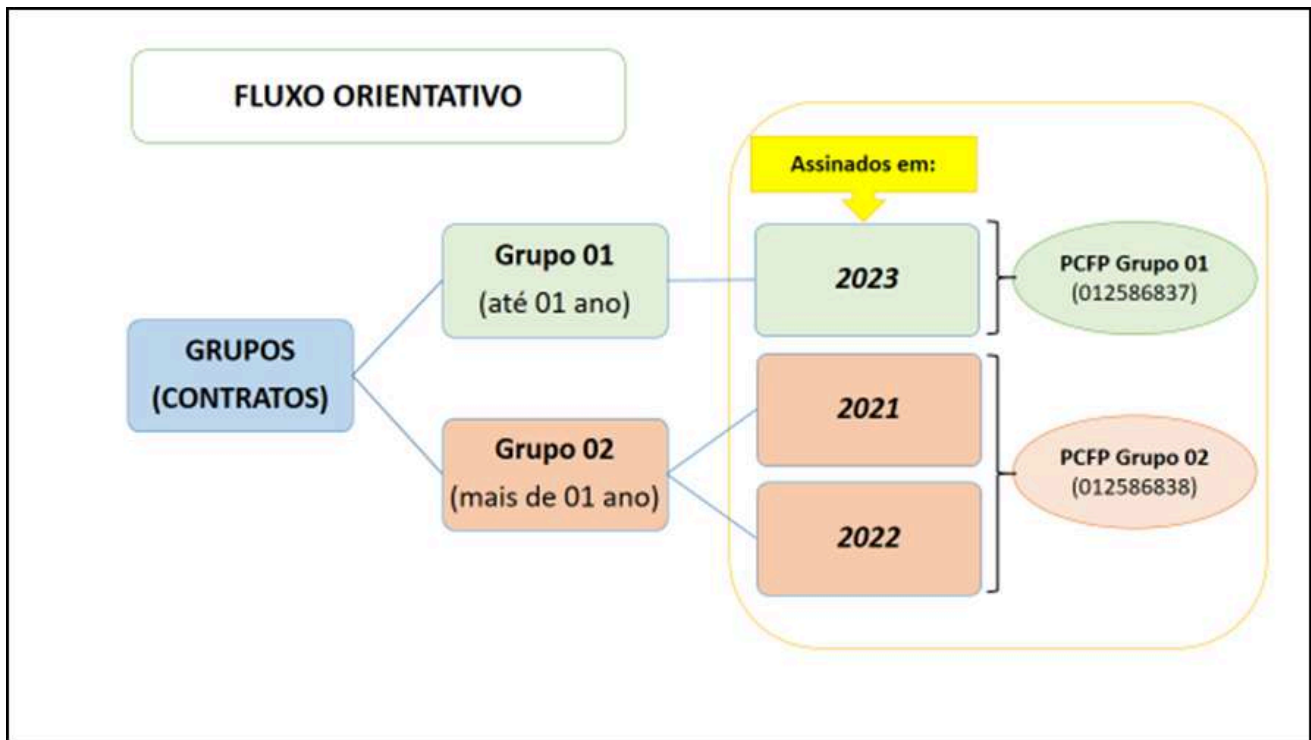 FLUXO ORIENTATIVO
Assinados em:
GRUPOS
(CONTRATOS)
Grupo 01
(até 01 ano)
2023
PCFP Grupo 01
(012586837)
Grupo 02
(mais de 01 ano)
2021
2022
PCFP Grupo 02
(012586838)